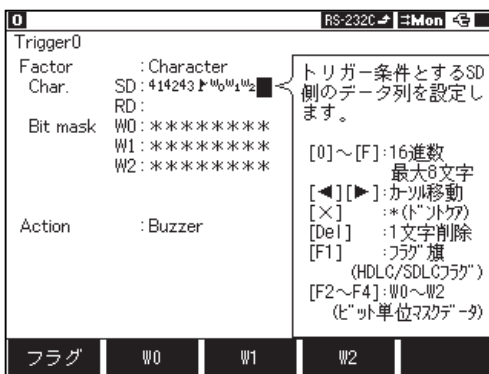 0 RS-232C Mon
Trigger0
Factor :Character
Char. SD:414243 W0W1W2
RD:
Bit mask W0:********
W1:********
W2:********
Action :Buzzer
トリガー条件とするSD
側のデータ列を設定し
ます。
[0]～[F]:16進数
最大8文字
[◀][▶]:ｶｰｿﾙ移動
[×] :*(ﾄﾞﾝﾄｹｱ)
[Del] :1文字削除
[F1] :ﾌﾗｸﾞ旗
(HDLC/SDLCﾌﾗｸﾞ)
[F2～F4]:W0～W2
(ﾋﾞｯﾄ単位ﾏｽｸﾃﾞｰﾀ)
フラグ W0 W1 W2